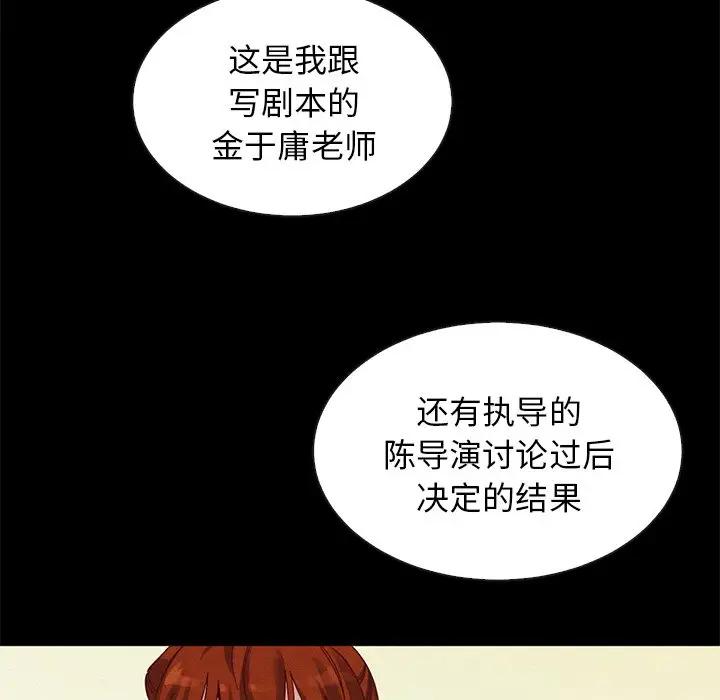 这是我跟
写剧本的
金于庸老师
还有执导的
陈导演讨论过后
决定的结果